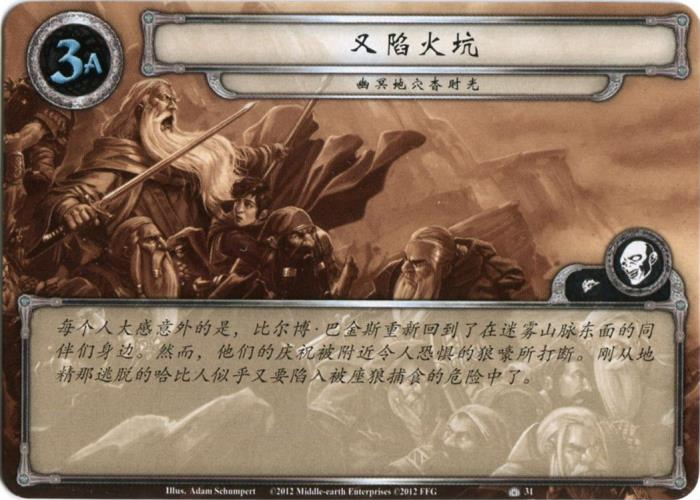 3A
又陷火坑
幽冥地穴杳时光
每个人大感意外的是，比尔博·巴金斯重新回到了在迷雾山脉东面的同
伴们身边。然而，他们的庆祝被附近令人恐惧的狼嚎所打断。刚从地
精那逃脱的哈比人似乎又要陷入被座狼捕食的危险中了。
Illus. Adam Schumpert ©2012 Middle-earth Enterprises ©2012 FFG 31